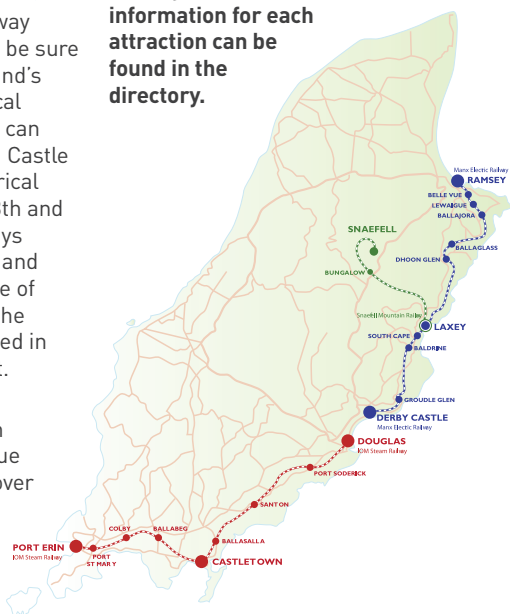 way
be sure
nd's
cal
can
Castle
rical
8th and
ys
and
e of
he
ed in
t.
n
ue
over
information for each
attraction can be
found in the
directory.
Manx Electric Railway
RAMSEY
BELLE VUE
LEWAIGUE
BALLAJORA
SNAEFELL
BALLAGLASS
DHOON GLEN
BUNGALOW
Snaefell Mountain Railway
LAXEY
SOUTH CAPE
BALDRINE
GROUDLE GLEN
DERBY CASTLE
Manx Electric Railway
DOUGLAS
IOM Steam Railway
PORT SODERICK
SANTON
COLBY
BALLABEG
BALLASALLA
PORT ERIN
IOM Steam Railway
PORT
ST MARY
CASTLETOWN